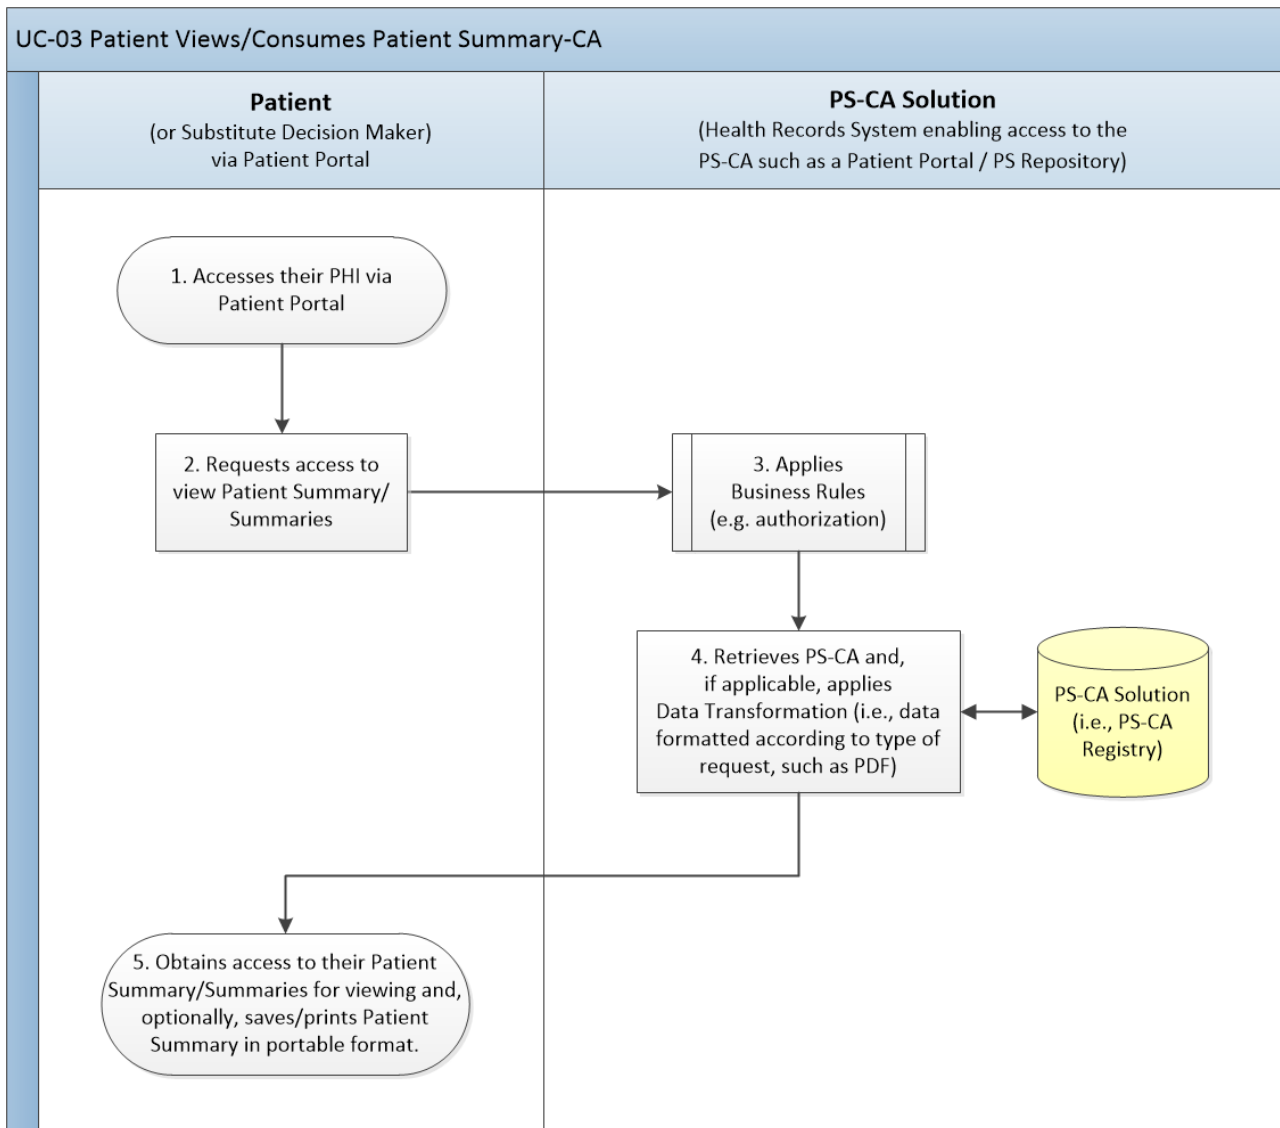 UC-03 Patient Views/Consumes Patient Summary-CA
Patient
(or Substitute Decision Maker)
via Patient Portal
PS-CA Solution
(Health Records System enabling access to the
PS-CA such as a Patient Portal / PS Repository)
1. Accesses their PHI via
Patient Portal
2. Requests access to
view Patient Summary/
Summaries
3. Applies
Business Rules
(e.g. authorization)
4. Retrieves PS-CA and,
if applicable, applies
Data Transformation (i.e., data
formatted according to type of
request, such as PDF)
PS-CA Solution
(i.e., PS-CA
Registry)
5. Obtains access to their Patient
Summary/Summaries for viewing and,
optionally, saves/prints Patient
Summary in portable format.